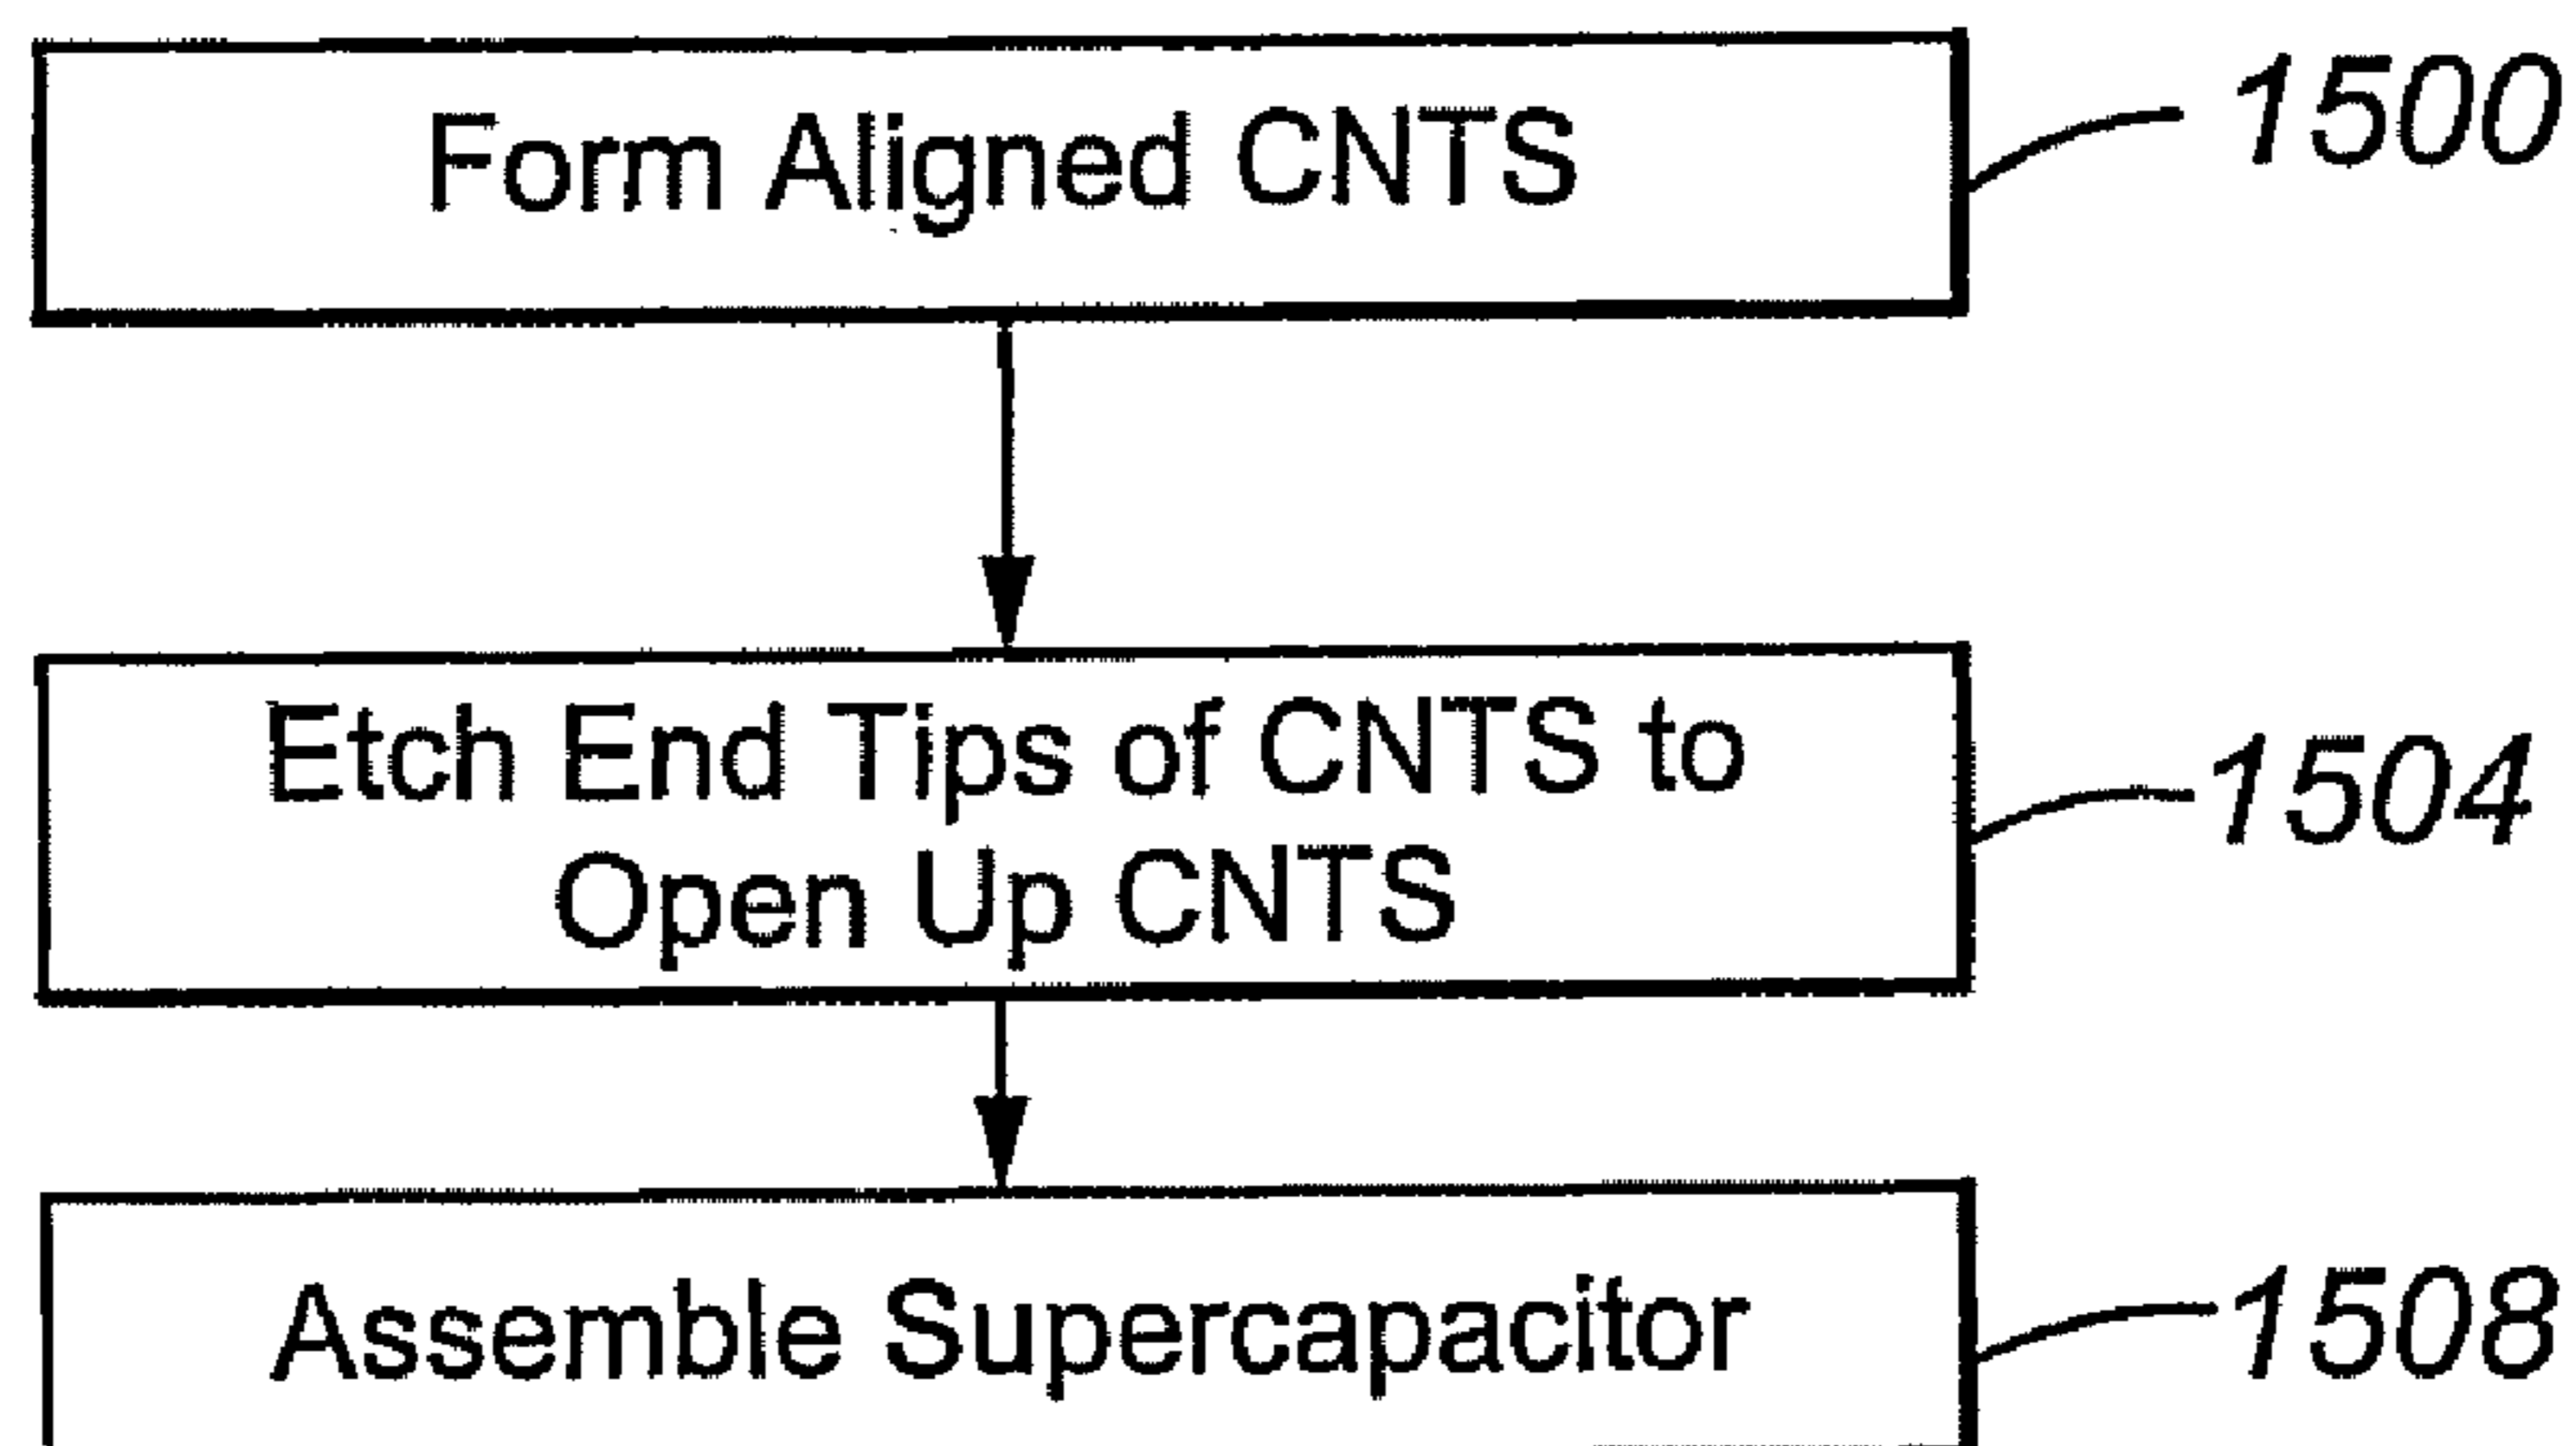 Form Aligned CNTS 1500
Etch End Tips of CNTS to
Open Up CNTS
1504
Assemble Supercapacitor 1508